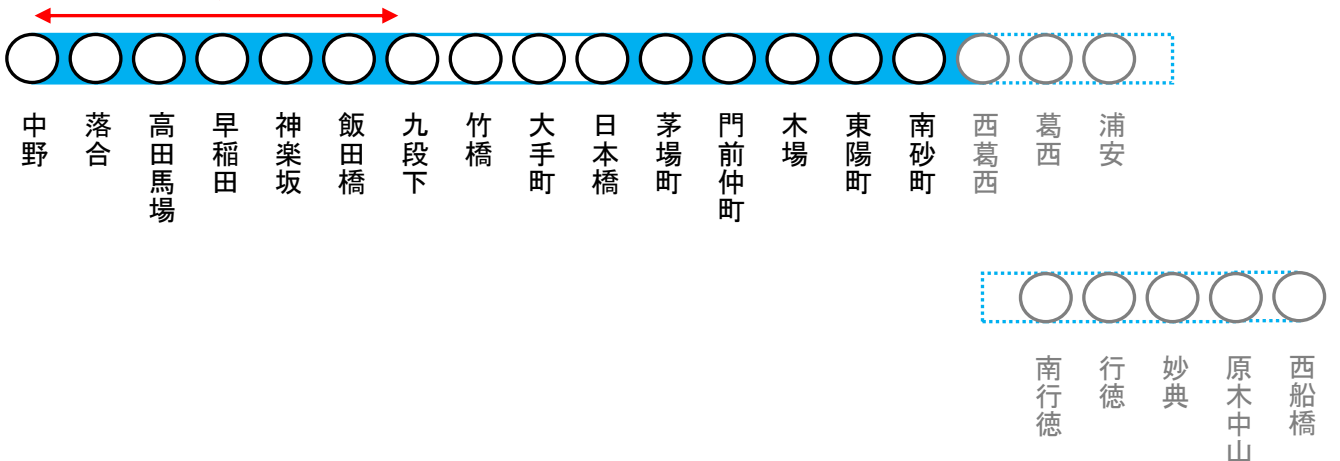 中野
落合
高田馬場
早稲田
神楽坂
飯田橋
九段下
竹橋
大手町
日本橋
茅場町
門前仲町
木場
東陽町
南砂町
西葛西
葛西
浦安
南行徳
行徳
妙典
原木中山
西船橋